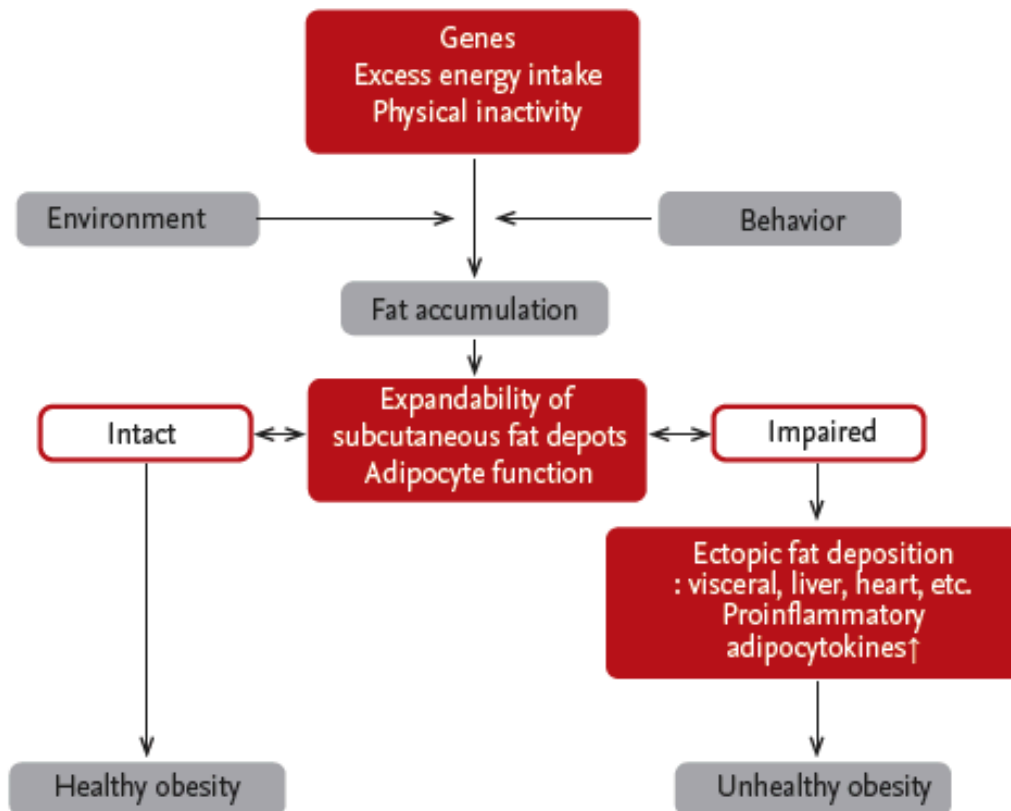 Genes
Excess energy intake
Physical inactivity
Environment
Behavior
Fat accumulation
Expandability of
subcutaneous fat depots
Adipocyte function
Intact
Impaired
Ectopic fat deposition
: visceral, liver, heart, etc.
Proinflammatory
adipocytokines↑
Healthy obesity
Unhealthy obesity